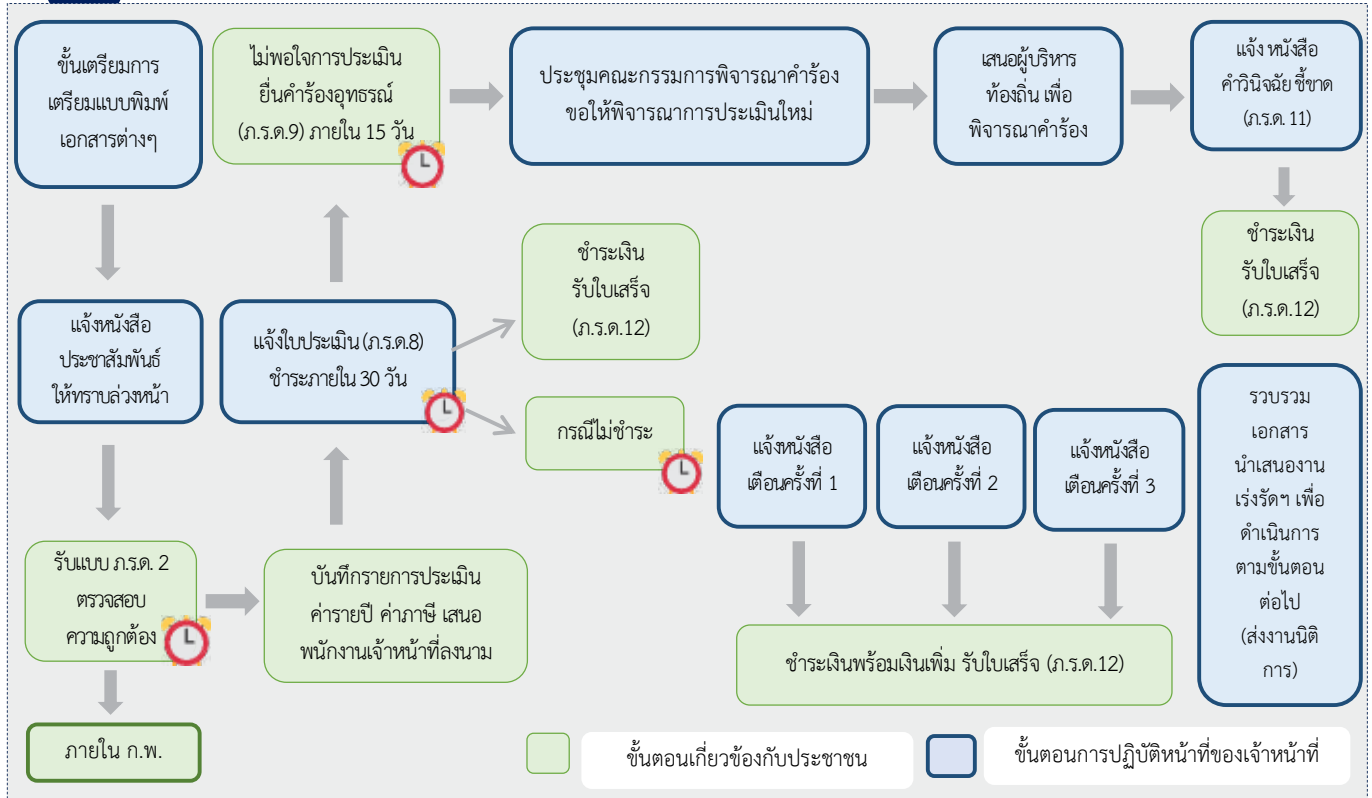 ขั้นเตรียมการ
เตรียมแบบพิมพ์
เอกสารต่างๆ
ไม่พอใจการประเมิน
ยื่นคำร้องอุทธรณ์
(ภ.ร.ด.9) ภายใน 15 วัน
ประชุมคณะกรรมการพิจารณาคำร้อง
ขอให้พิจารณาการประเมินใหม่
เสนอผู้บริหาร
ท้องถิ่น เพื่อ
พิจารณาคำร้อง
แจ้ง หนังสือ
คำวินิจฉัย ชี้ขาด
(ภ.ร.ด. 11)
ชำระเงิน
รับใบเสร็จ
(ภ.ร.ด.12)
แจ้งหนังสือ
ประชาสัมพันธ์
ให้ทราบล่วงหน้า
แจ้งใบประเมิน (ภ.ร.ด.8)
ชำระภายใน 30 วัน
ชำระเงิน
รับใบเสร็จ
(ภ.ร.ด.12)
กรณีไม่ชำระ
แจ้งหนังสือ
เตือนครั้งที่ 1
แจ้งหนังสือ
เตือนครั้งที่ 2
แจ้งหนังสือ
เตือนครั้งที่ 3
รวบรวม
เอกสาร
นำเสนองาน
เร่งรัดฯ เพื่อ
ดำเนินการ
ตามขั้นตอน
ต่อไป
(ส่งงานนิติ
การ)
รับแบบ ภ.ร.ด. 2
ตรวจสอบ
ความถูกต้อง
บันทึกรายการประเมิน
ค่ารายปี ค่าภาษี เสนอ
พนักงานเจ้าหน้าที่ลงนาม
ชำระเงินพร้อมเงินเพิ่ม รับใบเสร็จ (ภ.ร.ด.12)
ภายใน ก.พ.
ขั้นตอนเกี่ยวข้องกับประชาชน
ขั้นตอนการปฏิบัติหน้าที่ของเจ้าหน้าที่